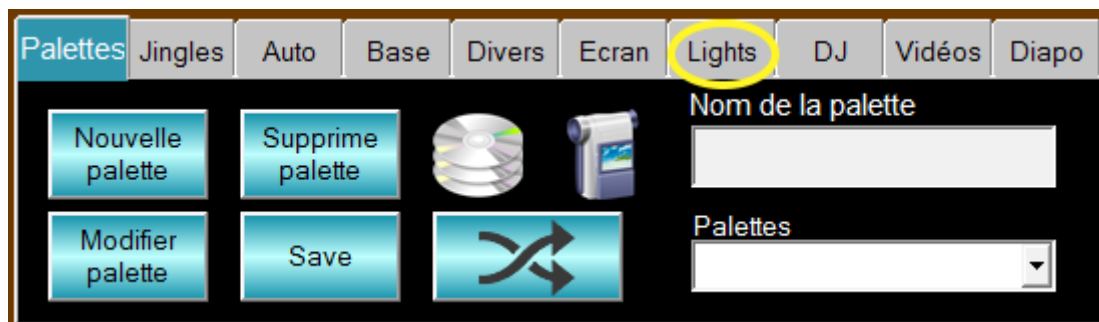 Palettes Jingles Auto Base Divers Ecran Lights DJ Vidéos Diapo
Nouvelle
palette
Supprime
palette
Nom de la palette
Modifier
palette
Save
Palettes